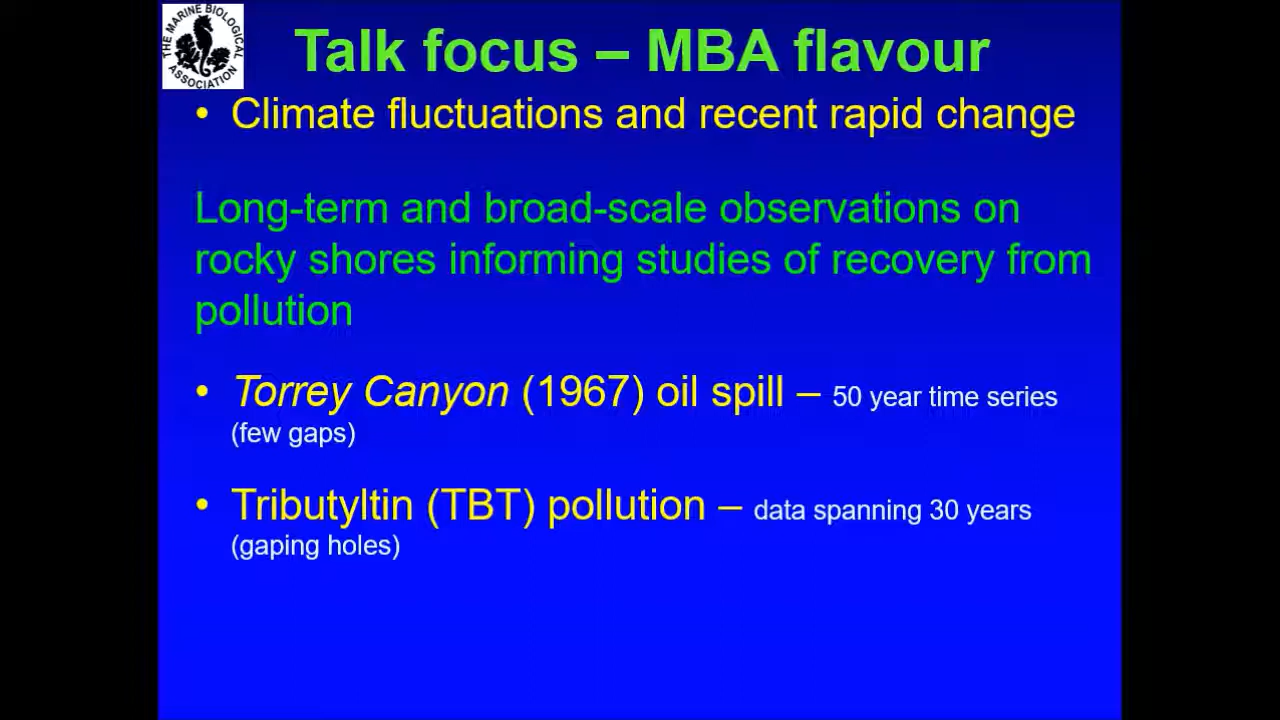 THE MARINE BIOLOGICAL ASSOCIATION
Talk focus – MBA flavour
• Climate fluctuations and recent rapid change
Long-term and broad-scale observations on
rocky shores informing studies of recovery from
pollution
• Torrey Canyon (1967) oil spill – 50 year time series
(few gaps)
• Tributyltin (TBT) pollution – data spanning 30 years
(gaping holes)